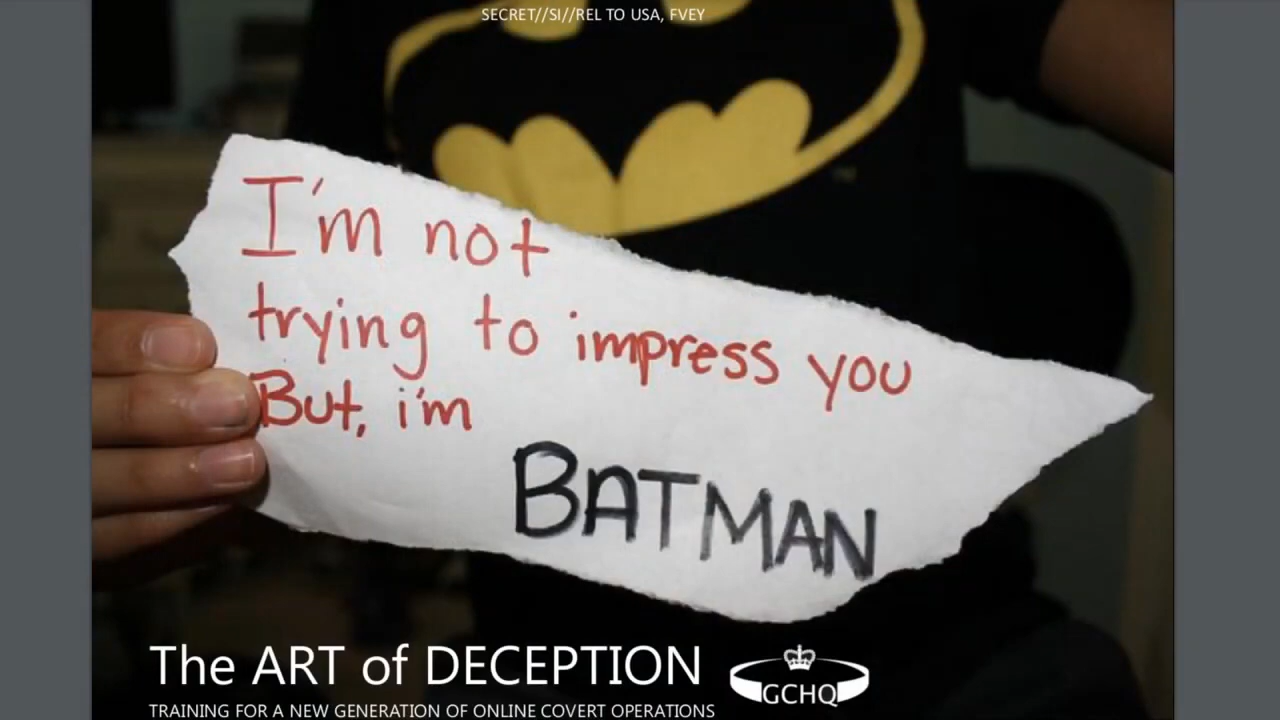 SECRET//SI//REL TO USA, FVEY
I'm not
trying to impress you
But, i'm
BATMAN
The ART of DECEPTION
GCHQ
TRAINING FOR A NEW GENERATION OF ONLINE COVERT OPERATIONS